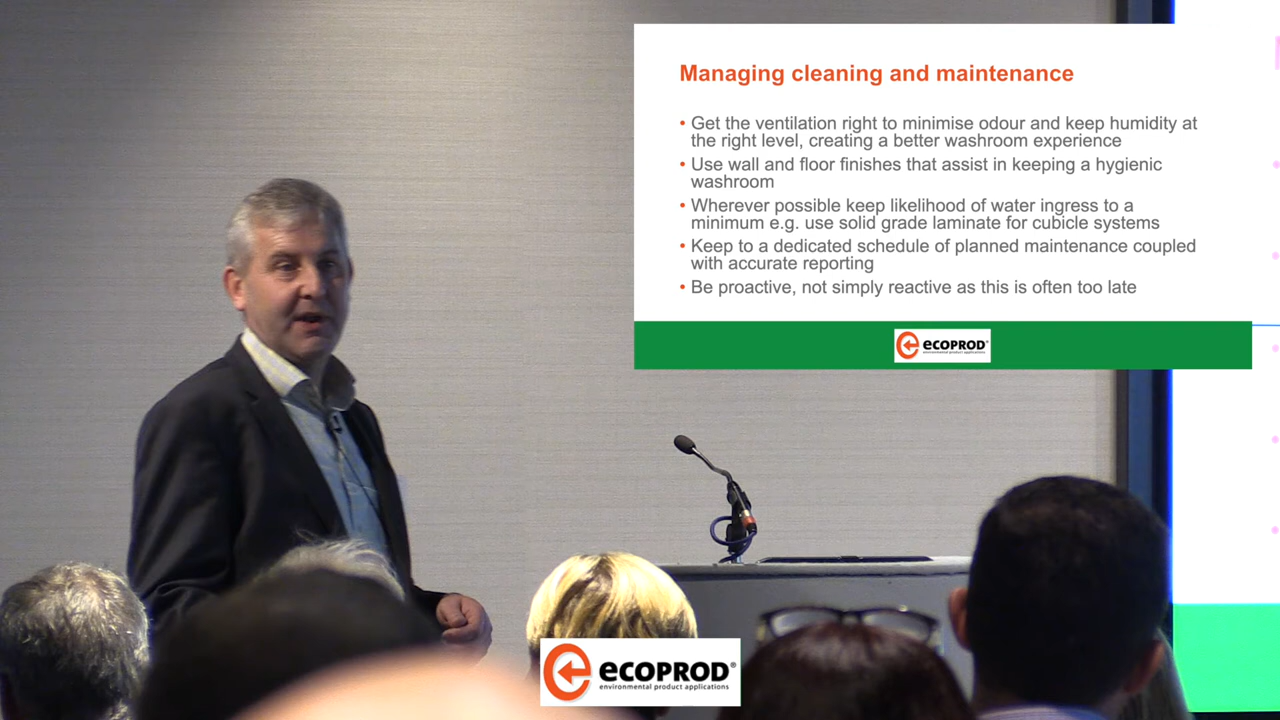 Managing cleaning and maintenance
• Get the ventilation right to minimise odour and keep humidity at
the right level, creating a better washroom experience
• Use wall and floor finishes that assist in keeping a hygienic
washroom
• Wherever possible keep likelihood of water ingress to a
minimum e.g. use solid grade laminate for cubicle systems
• Keep to a dedicated schedule of planned maintenance coupled
with accurate reporting
• Be proactive, not simply reactive as this is often too late
ECOPROD®
environmental product applications
ecoprod®
environmental product applications